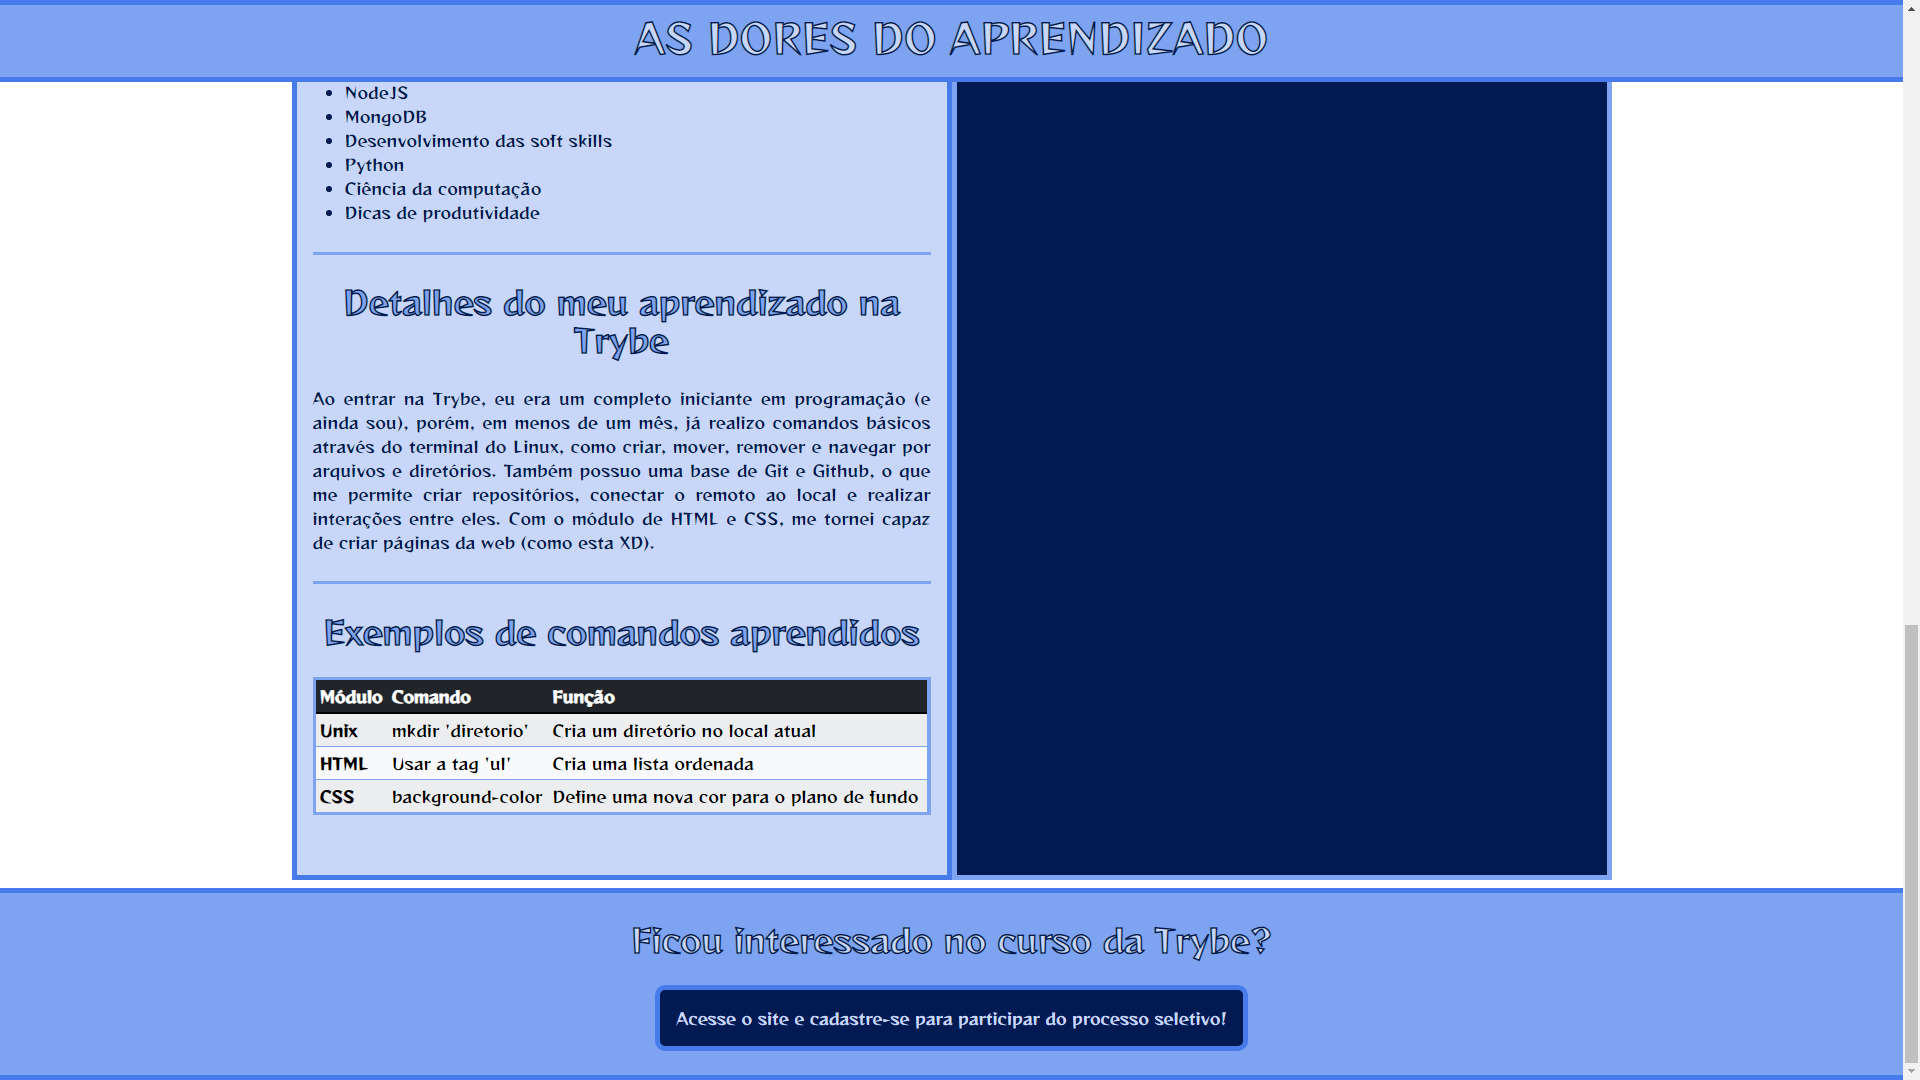 AS DORES DO APRENDIZADO
NodeJS
MongoDB
Desenvolvimento das soft skills
Python
Ciência da computação
Dicas de produtividade
Detalhes do meu aprendizado na
Trybe
Ao entrar na Trybe, eu era um completo iniciante em programação (e
ainda sou), porém, em menos de um mês, já realizo comandos básicos
através do terminal do Linux, como criar, mover, remover e navegar por
arquivos e diretórios. Também possuo uma base de Git e Github, o que
me permite criar repositórios, conectar o remoto ao local e realizar
interações entre eles. Com o módulo de HTML e CSS, me tornei capaz
de criar páginas da web (como esta XD).
Exemplos de comandos aprendidos
Módulo Comando Função
Unix mkdir 'diretorio' Cria um diretório no local atual
HTML Usar a tag 'ul' Cria uma lista ordenada
CSS background-color Define uma nova cor para o plano de fundo
Ficou interessado no curso da Trybe?
Acesse o site e cadastre-se para participar do processo seletivo!